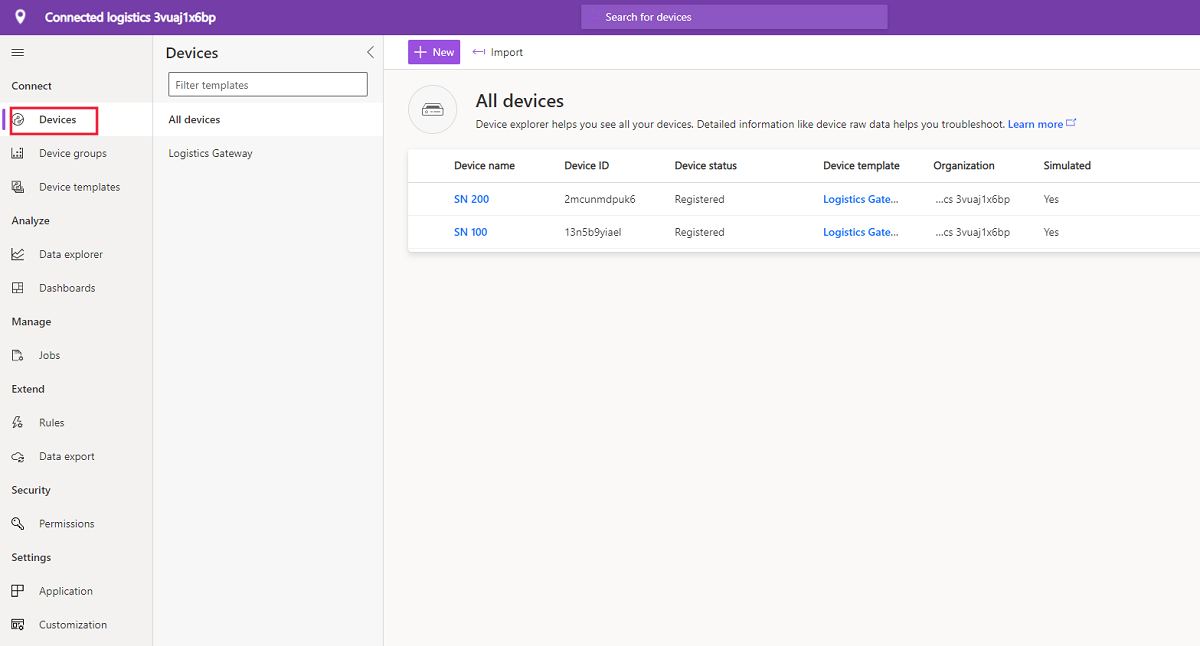 Connected logistics 3vuaj1x6bp
Search for devices
Connect
Devices
Device groups
Device templates
Analyze
Data explorer
Dashboards
Manage
Jobs
Extend
Rules
Data export
Security
Permissions
Settings
Application
Customization
Devices
Filter templates
All devices
Logistics Gateway
New Import
All devices
Device explorer helps you see all your devices. Detailed information like device raw data helps you troubleshoot. Learn more
Device name Device ID Device status Device template Organization Simulated
SN 200 2mcunmdpuk6 Registered Logistics Gate... ...cs 3vuaj1x6bp Yes
SN 100 13n5b9yiael Registered Logistics Gate... ...cs 3vuaj1x6bp Yes